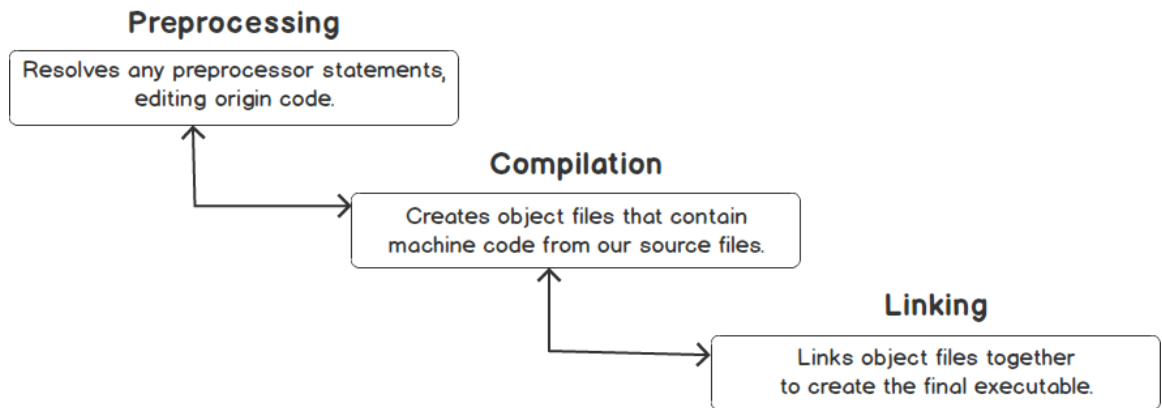 Preprocessing
Resolves any preprocessor statements,
editing origin code.
Compilation
Creates object files that contain
machine code from our source files.
Linking
Links object files together
to create the final executable.